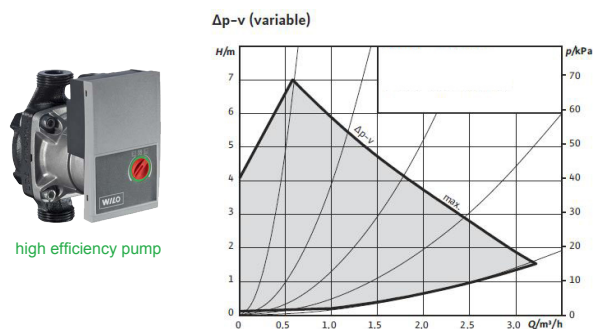 Δp-v (variable)
H/m
p/kPa
7
6
5
4
3
2
1
0
70
60
50
40
30
20
10
0
Δp-v
max.
0
0,5
1,0
1,5
2,0
2,5
3,0
Q/m³/h
WILO
high efficiency pump